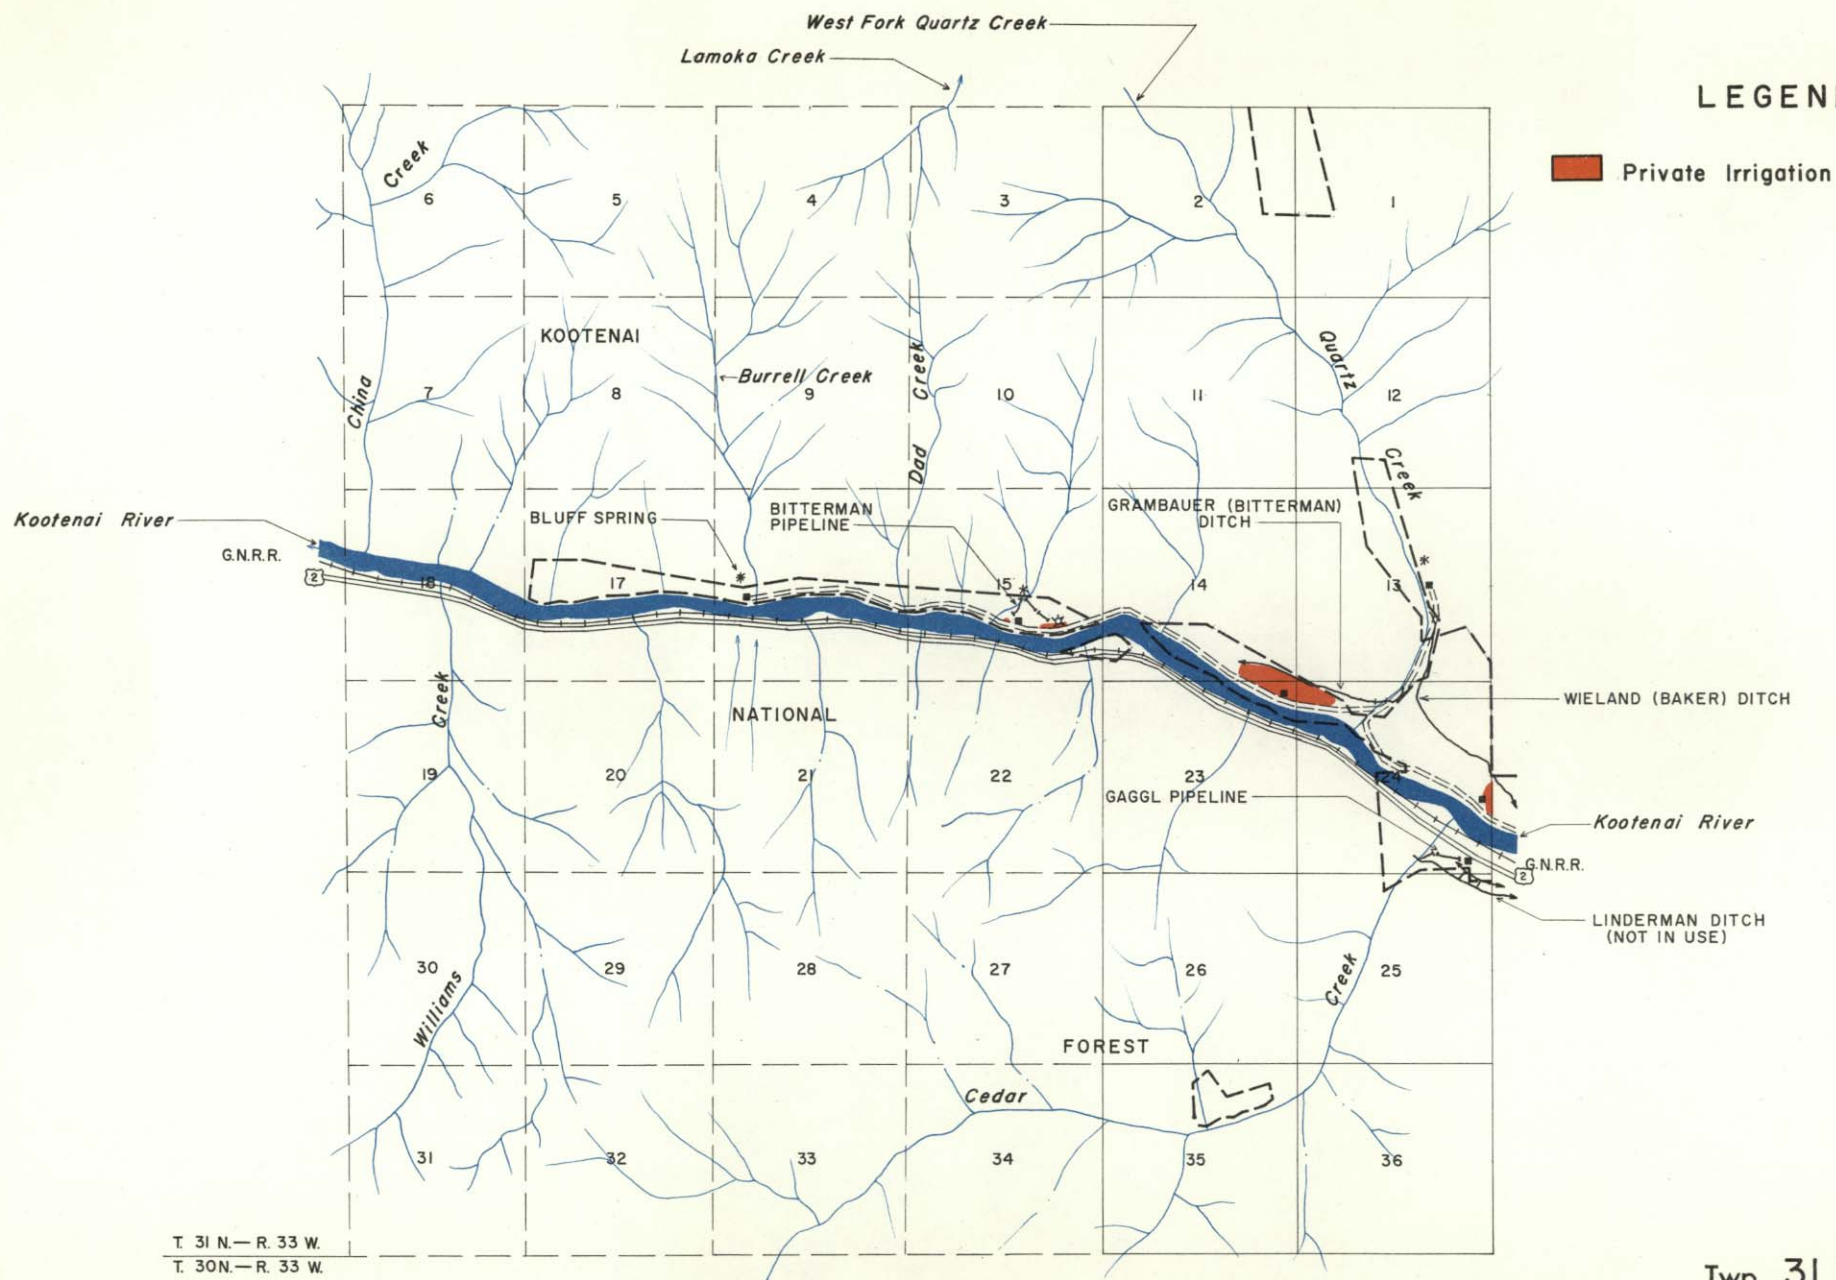 West Fork Quartz Creek
Lamoka Creek
LEGEN
Private Irrigation
Creek
6
5
4
3
2
1
KOOTENAI
Quartz
Burrell Creek
Creek
China
7
8
9
10
11
12
Dad
Creek
Kootenai River
BLUFF SPRING
BITTERMAN
PIPELINE
GRAMBAUER (BITTERMAN)
DITCH
G.N.R.R.
2
18
17
15
14
13
Creek
NATIONAL
WIELAND (BAKER) DITCH
19
20
21
22
23
24
GAGGL PIPELINE
Kootenai River
G.N.R.R.
2
LINDERMAN DITCH
(NOT IN USE)
30
29
28
27
26
25
Williams
Creek
FOREST
Cedar
31
32
33
34
35
36
T. 31 N.— R. 33 W.
T. 30N.— R. 33 W.
Twp. 31